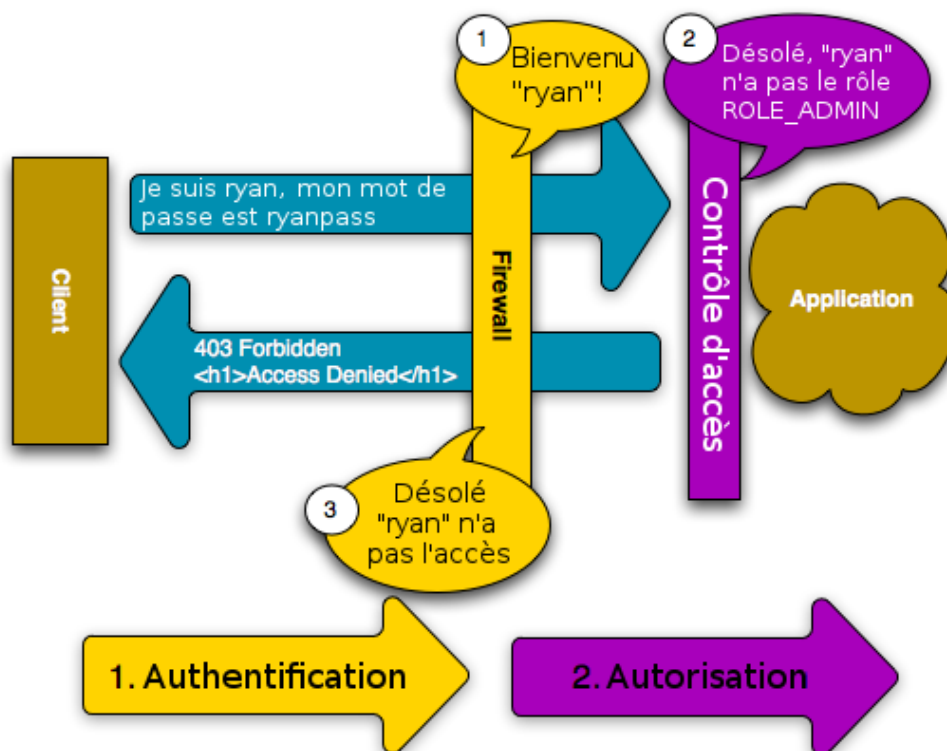 1
Bienvenu
"ryan"!
2
Désolé, "ryan"
n'a pas le rôle
ROLE_ADMIN
Je suis ryan, mon mot de
passe est ryanpass
Client
Firewall
Contrôle d'accès
Application
403 Forbidden
<h1>Access Denied</h1>
3
Désolé
"ryan" n'a
pas l'accès
1. Authentification
2. Autorisation